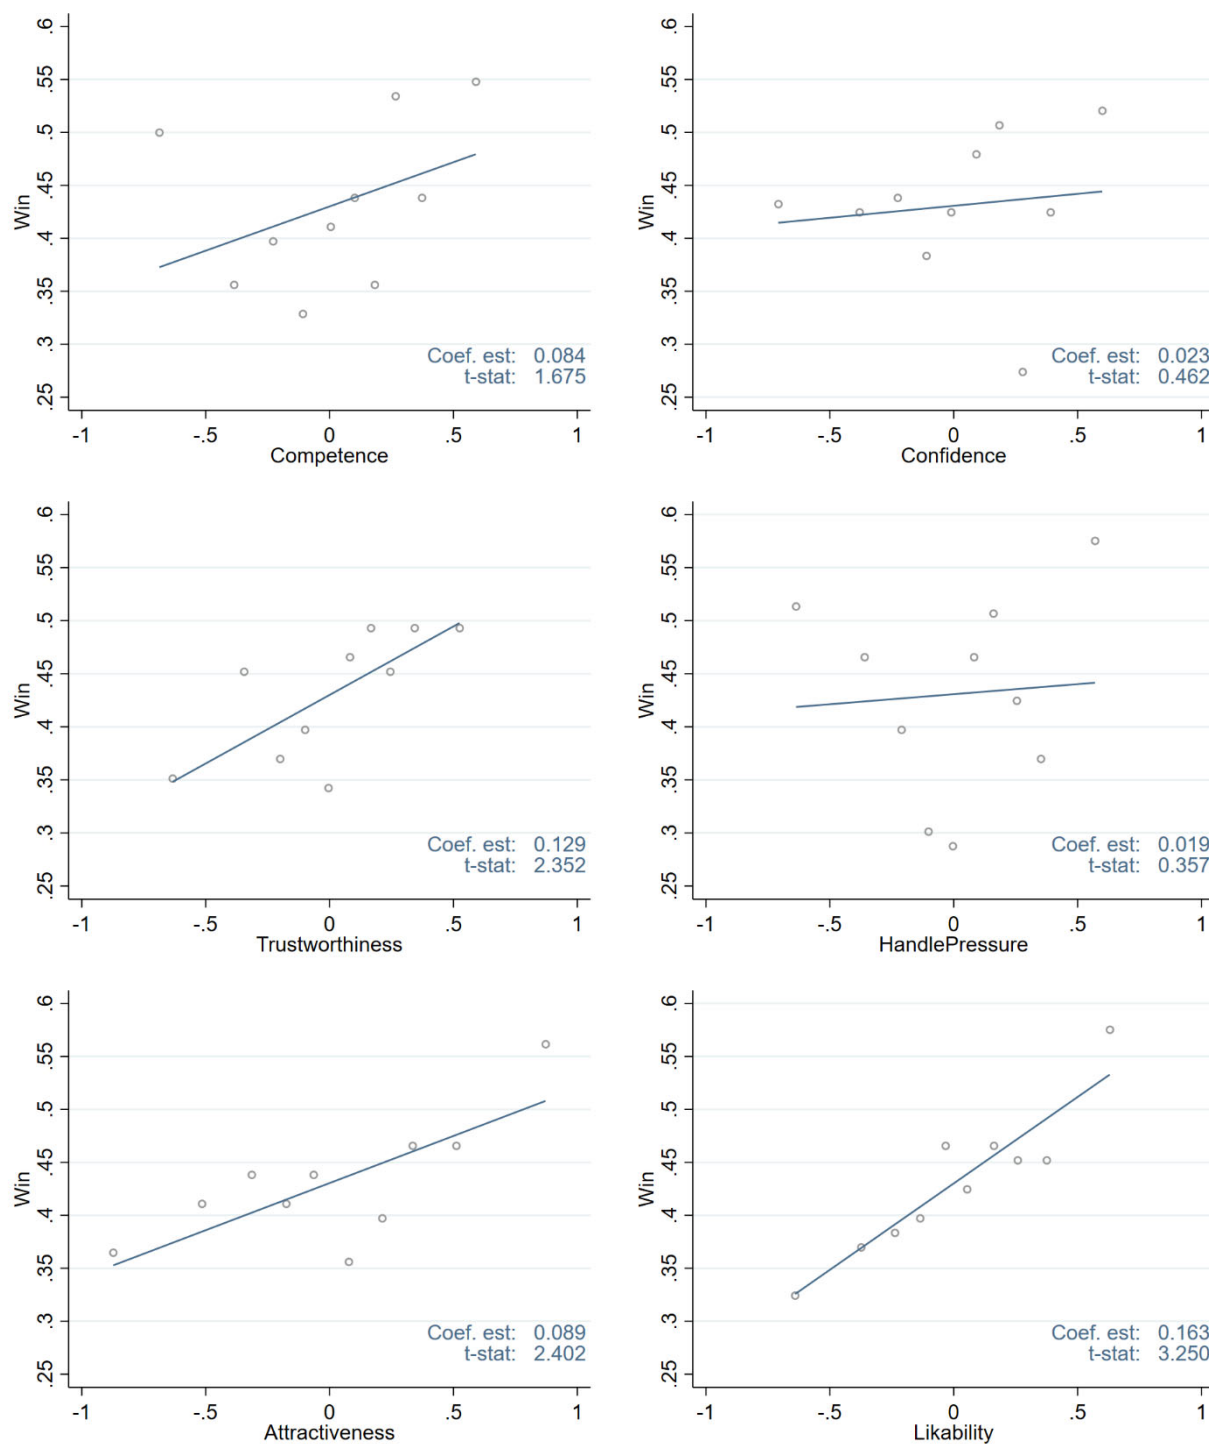 .6
.55
.5
.45
.4
.35
.3
.25
Win
Coef. est: 0.084
t-stat: 1.675
-1 -.5 0 .5 1
Competence
.6
.55
.5
.45
.4
.35
.3
.25
Win
Coef. est: 0.023
t-stat: 0.462
-1 -.5 0 .5 1
Confidence
.6
.55
.5
.45
.4
.35
.3
.25
Win
Coef. est: 0.129
t-stat: 2.352
-1 -.5 0 .5 1
Trustworthiness
.6
.55
.5
.45
.4
.35
.3
.25
Win
Coef. est: 0.019
t-stat: 0.357
-1 -.5 0 .5 1
HandlePressure
.6
.55
.5
.45
.4
.35
.3
.25
Win
Coef. est: 0.089
t-stat: 2.402
-1 -.5 0 .5 1
Attractiveness
.6
.55
.5
.45
.4
.35
.3
.25
Win
Coef. est: 0.163
t-stat: 3.250
-1 -.5 0 .5 1
Likability